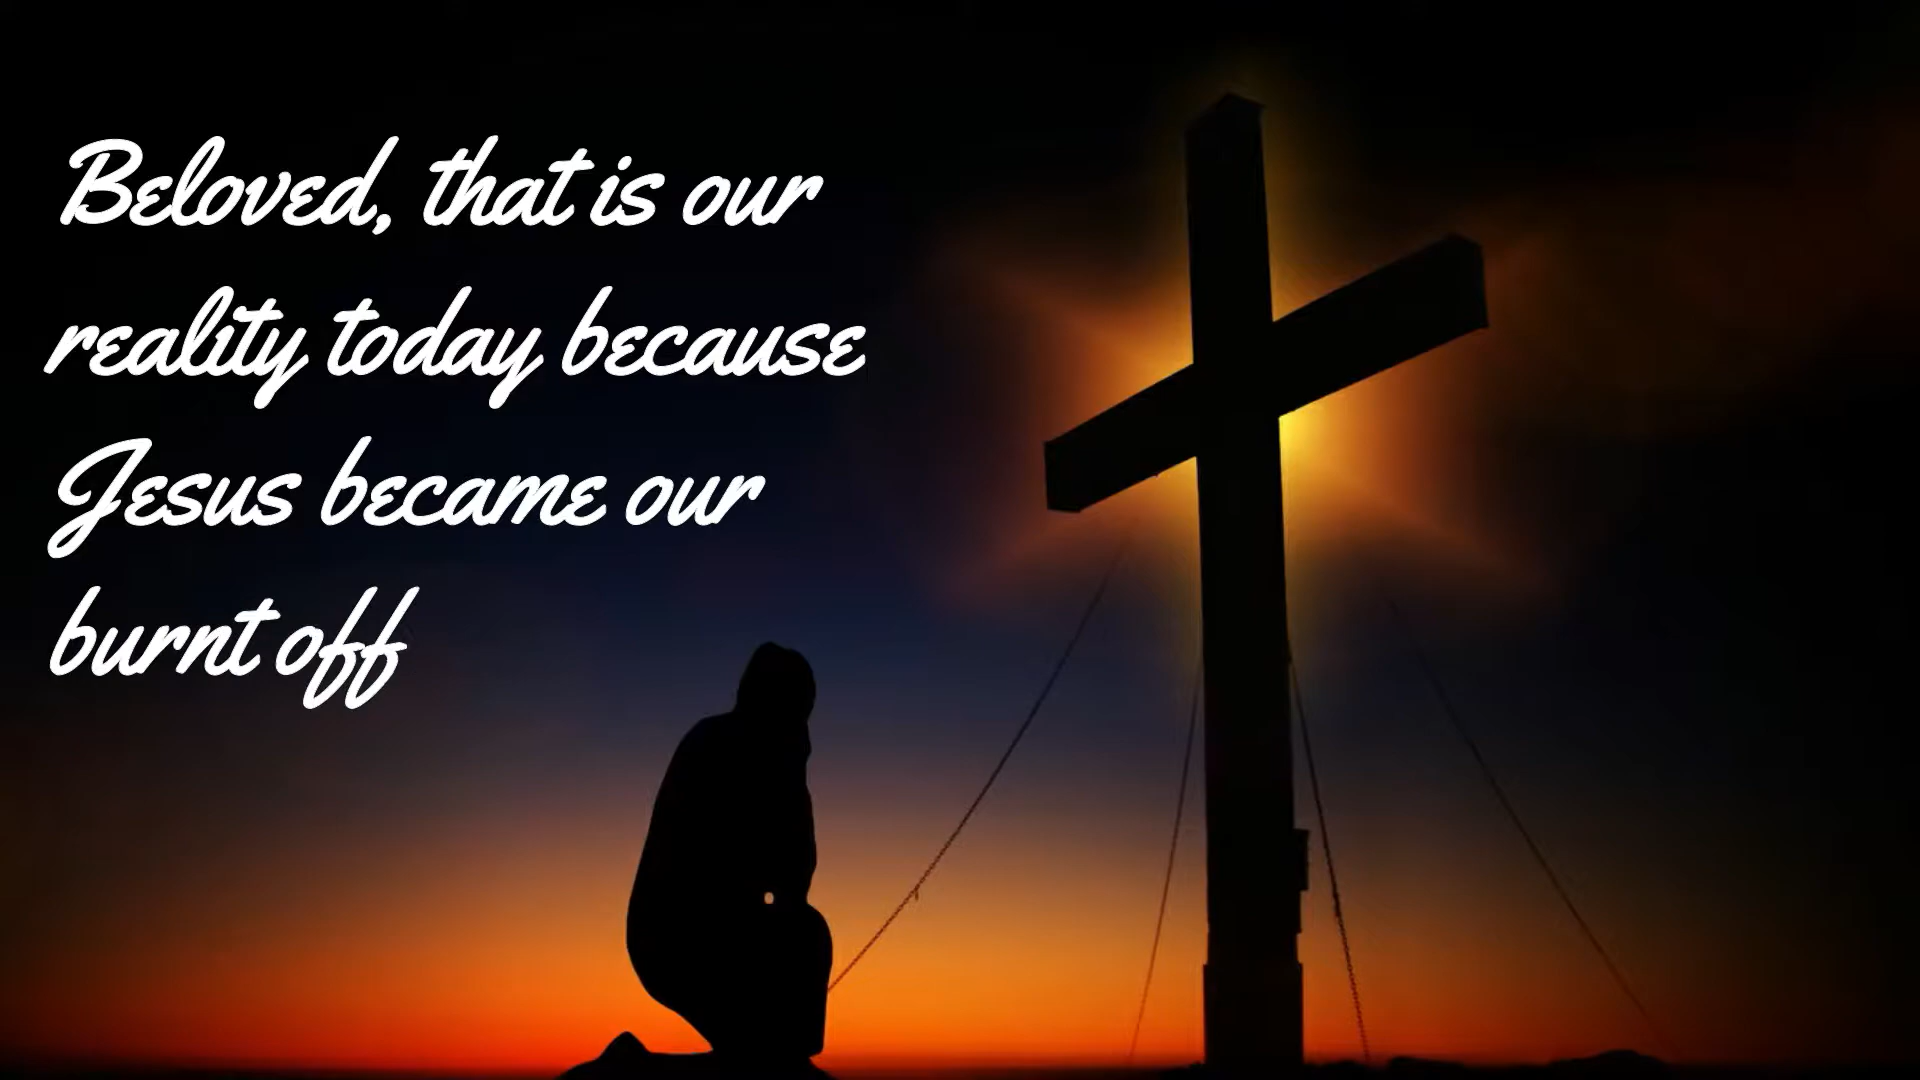 Beloved, that is our
reality today because
Jesus became our
burnt off